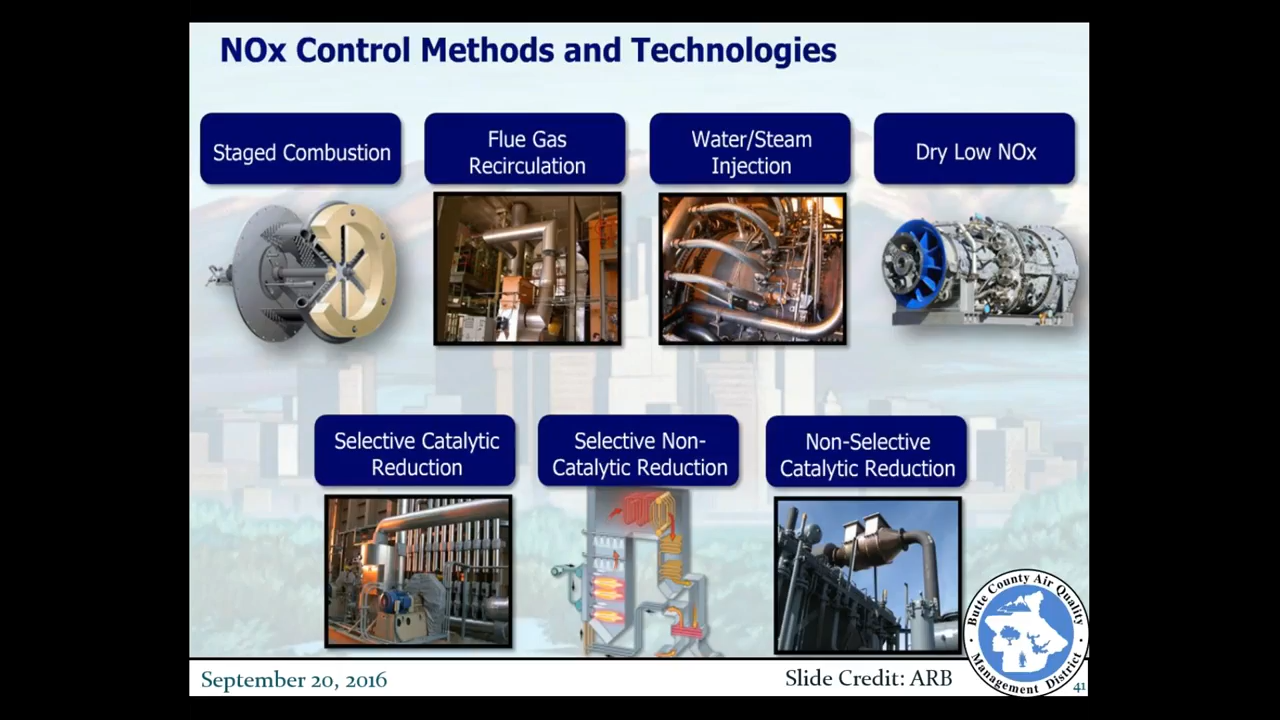 NOx Control Methods and Technologies
Staged Combustion
Flue Gas
Recirculation
Water/Steam
Injection
Dry Low NOx
Selective Catalytic
Reduction
Selective Non-
Catalytic Reduction
Non-Selective
Catalytic Reduction
September 20, 2016
Slide Credit: ARB
Butte County Air Quality
Management District
41